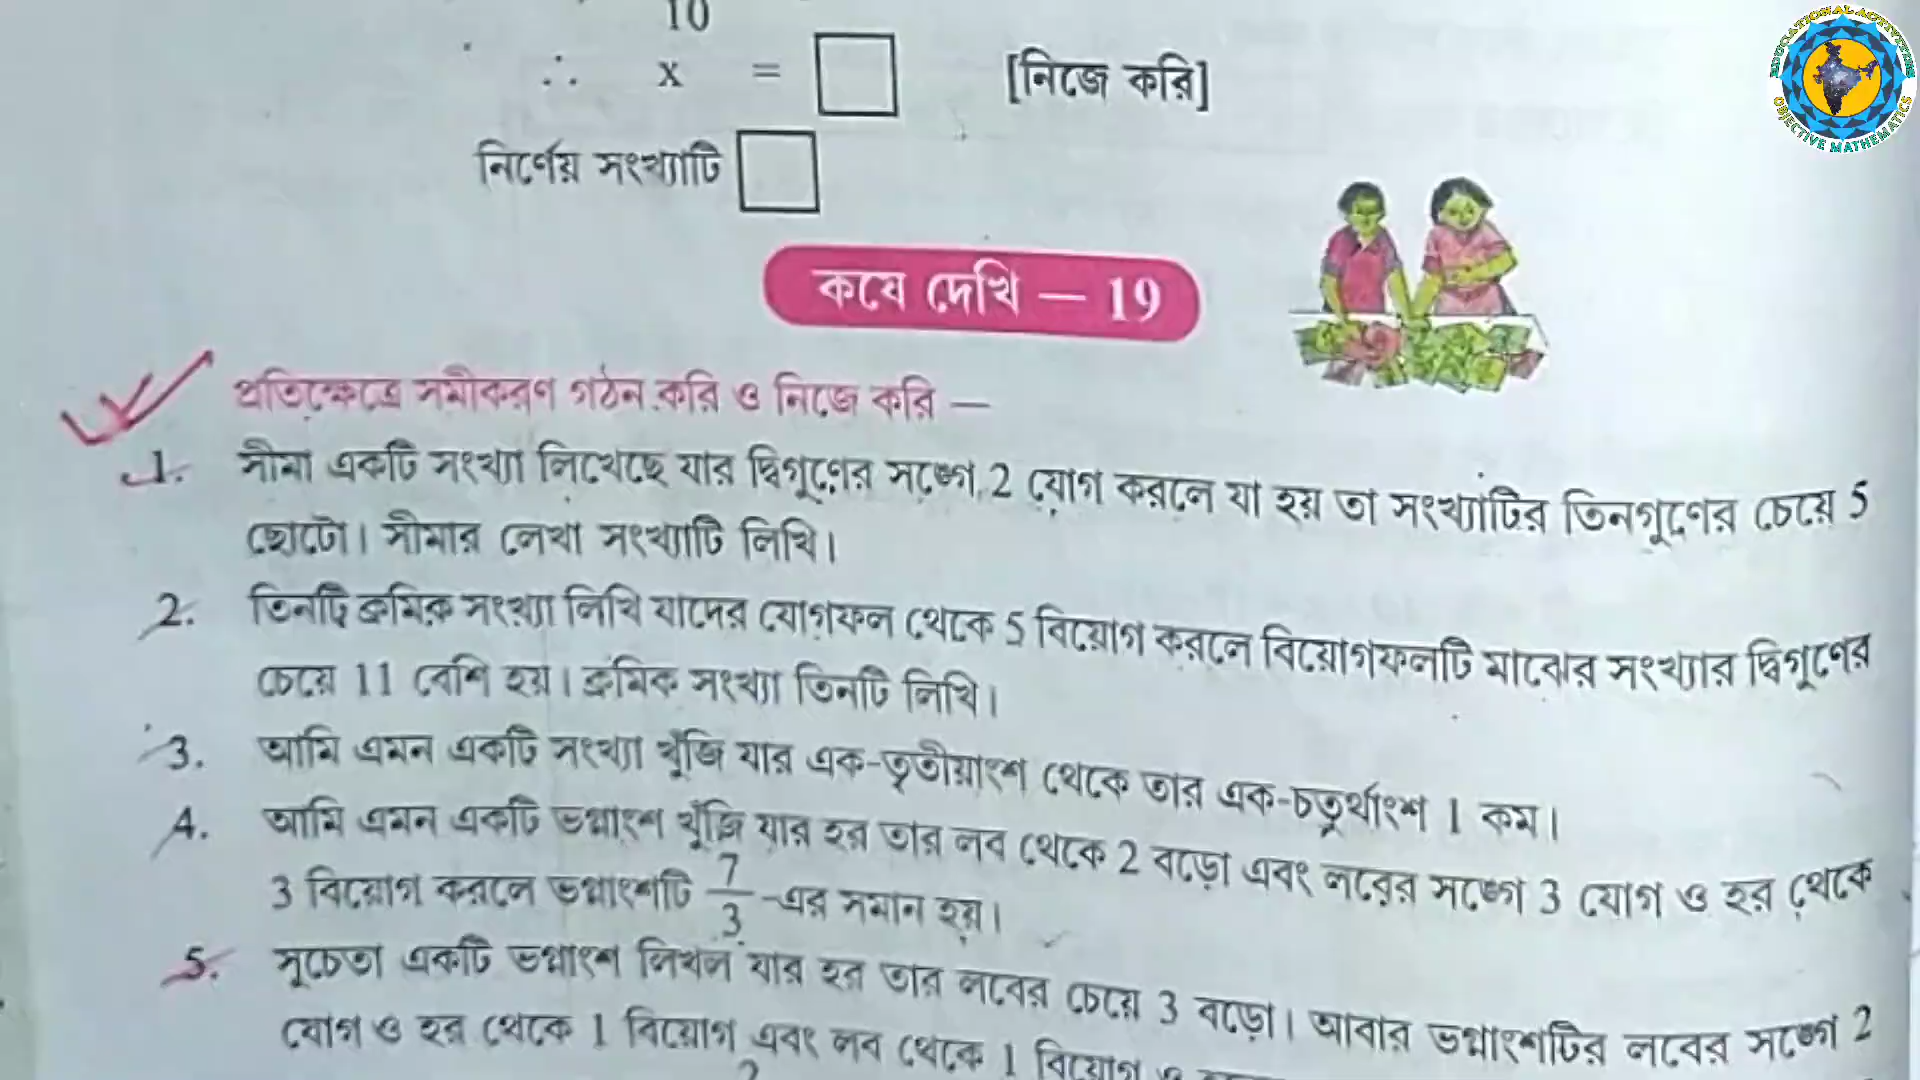 10
∴ x = [নিজে করি]
নির্ণেয় সংখ্যাটি
কষে দেখি — 19
প্রতিক্ষেত্রে সমীকরণ গঠন করি ও নিজে করি —
1. সীমা একটি সংখ্যা লিখেছে যার দ্বিগুণের সঙ্গে 2 যোগ করলে যা হয় তা সংখ্যাটির তিনগুণের চেয়ে 5
ছোটো। সীমার লেখা সংখ্যাটি লিখি।
2. তিনটি ক্রমিক সংখ্যা লিখি যাদের যোগফল থেকে 5 বিয়োগ করলে বিয়োগফলটি মাঝের সংখ্যার দ্বিগুণের
চেয়ে 11 বেশি হয়। ক্রমিক সংখ্যা তিনটি লিখি।
3. আমি এমন একটি সংখ্যা খুঁজি যার এক-তৃতীয়াংশ থেকে তার এক-চতুর্থাংশ 1 কম।
4. আমি এমন একটি ভগ্নাংশ খুঁজি যার হর তার লব থেকে 2 বড়ো এবং লবের সঙ্গে 3 যোগ ও হর থেকে
3 বিয়োগ করলে ভগ্নাংশটি 7/3 -এর সমান হয়।
5. সুচেতা একটি ভগ্নাংশ লিখল যার হর তার লবের চেয়ে 3 বড়ো। আবার ভগ্নাংশটির লবের সঙ্গে 2
যোগ ও হর থেকে 1 বিয়োগ এবং লব থেকে 1 বিয়োগ ও
EDUCATIONAL ACTIVITIES
OBJECTIVE MATHEMATICS